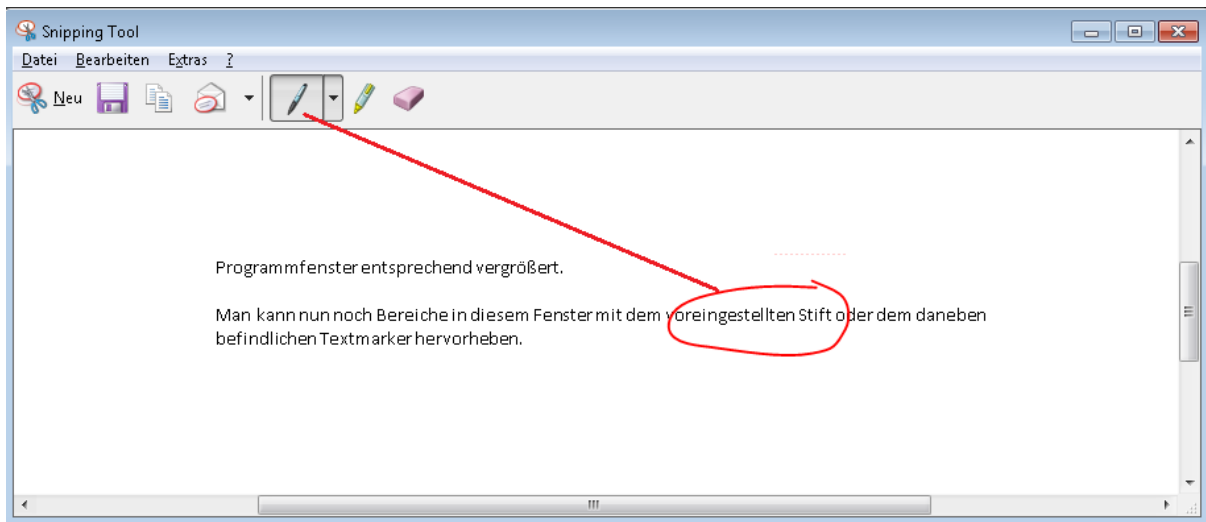 Snipping Tool
Datei Bearbeiten Extras ?
Neu
Programmfenster entsprechend vergrößert.
Man kann nun noch Bereiche in diesem Fenster mit dem voreingestellten Stift oder dem daneben
befindlichen Textmarker hervorheben.